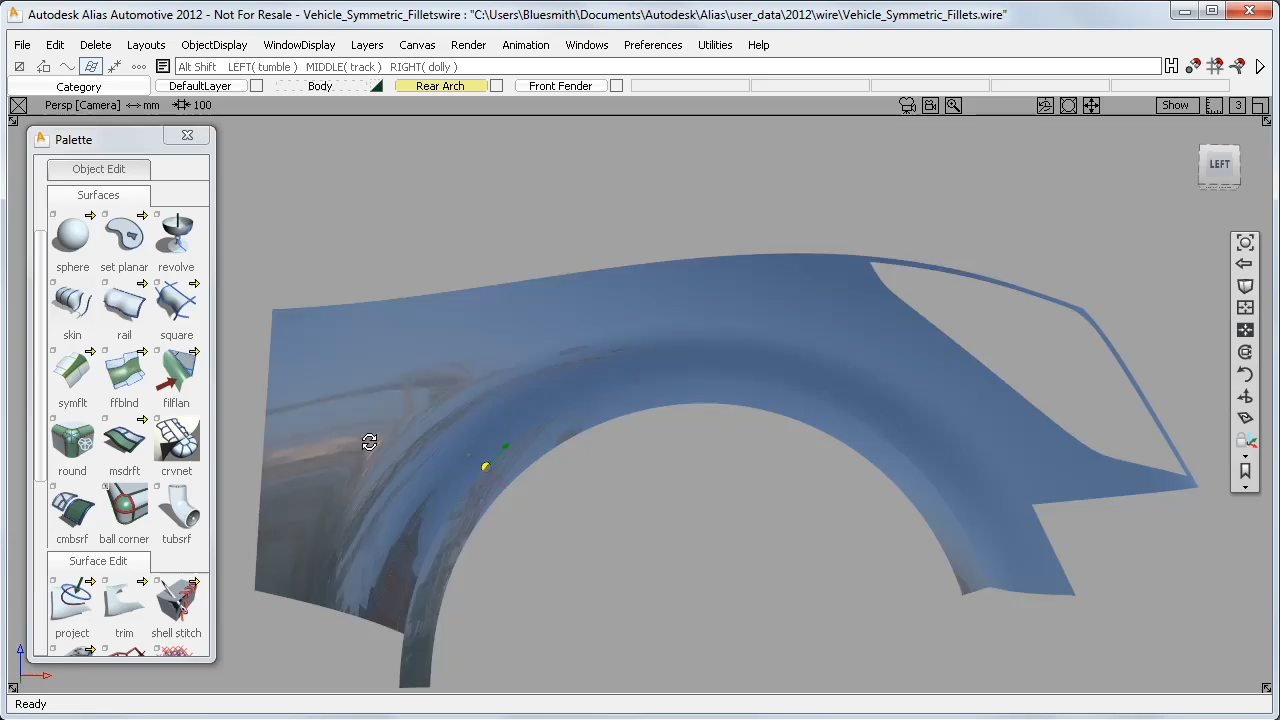 Autodesk Alias Automotive 2012 - Not For Resale - Vehicle_Symmetric_Filletswire : "C:\Users\Bluesmith\Documents\Autodesk\Alias\user_data\2012\wire\Vehicle_Symmetric_Fillets.wire"
File Edit Delete Layouts ObjectDisplay WindowDisplay Layers Canvas Render Animation Windows Preferences Utilities Help
Alt Shift LEFT( tumble ) MIDDLE( track ) RIGHT( dolly )
Category DefaultLayer Body Rear Arch Front Fender
Persp [Camera] mm 100 Show 3
Palette
LEFT
Object Edit
Surfaces
sphere set planar revolve
skin rail square
symflt ffblnd filflan
round msdrft crvnet
cmbsrf ball corner tubsrf
Surface Edit
project trim shell stitch
Ready